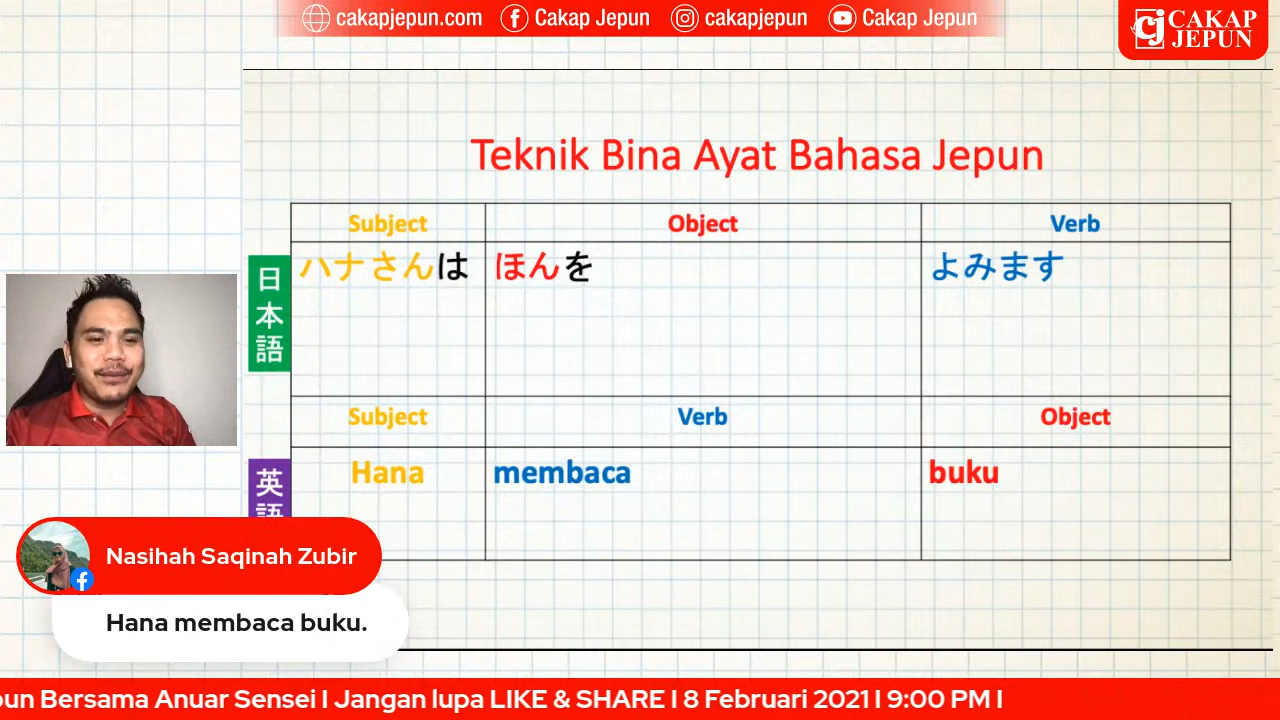 cakapjepun.com Cakap Jepun cakapjepun Cakap Jepun
CJ CAKAP JEPUN
Teknik Bina Ayat Bahasa Jepun
Subject Object Verb
日本語
ハナさんは ほんを よみます
Subject Verb Object
英語
Hana membaca buku
Nasihah Saqinah Zubir
Hana membaca buku.
pun Bersama Anuar Sensei I Jangan lupa LIKE & SHARE I 8 Februari 2021 I 9:00 PM I